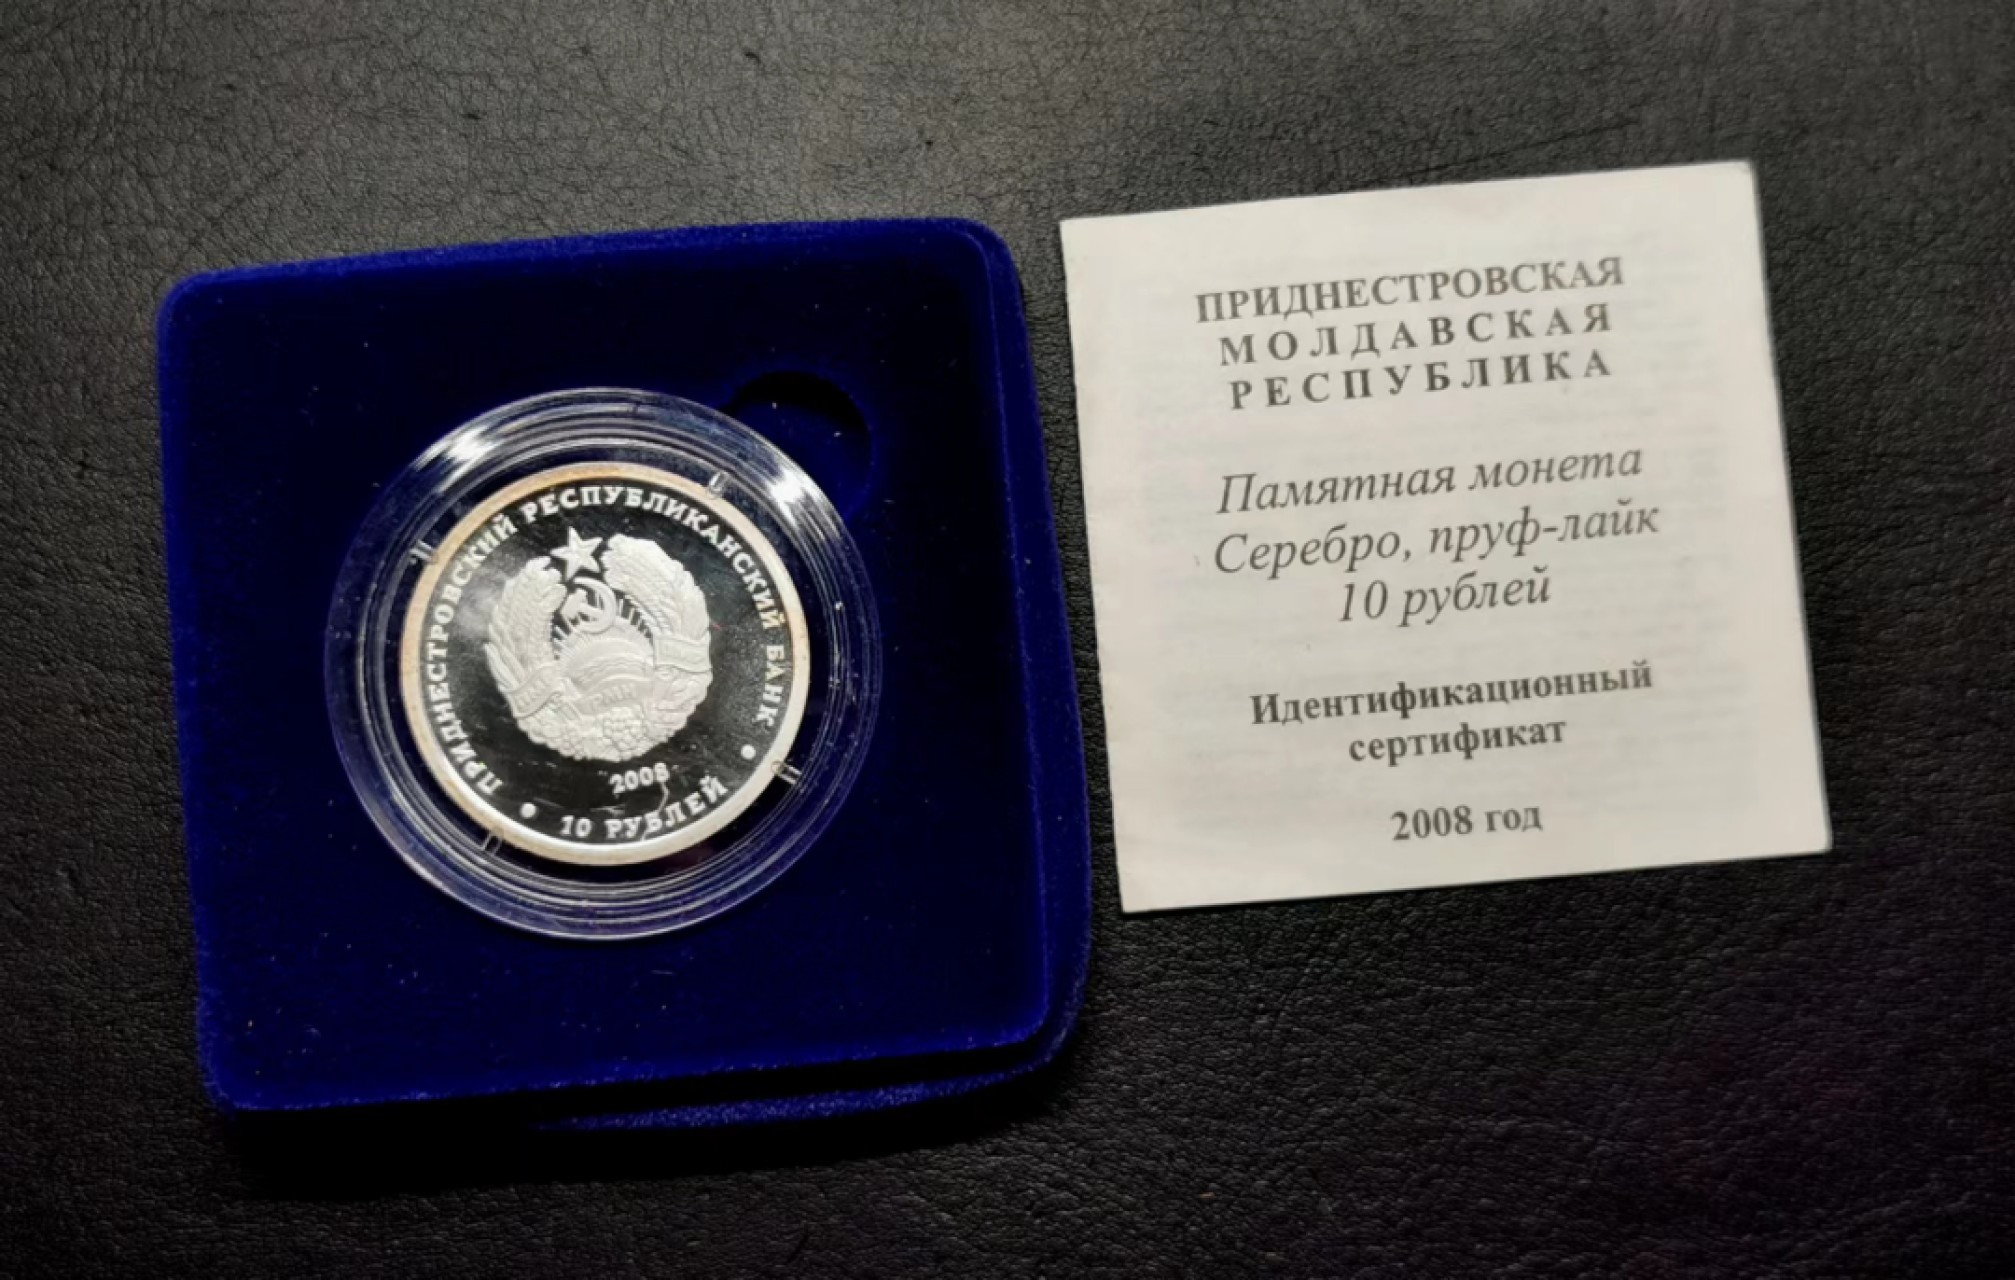 ПРИДНЕСТРОВСКИЙ РЕСПУБЛИКАНСКИЙ БАНК
2008
10 РУБЛЕЙ
ПРИДНЕСТРОВСКАЯ
МОЛДАВСКАЯ
РЕСПУБЛИКА
Памятная монета
Серебро, пруф-лайк
10 рублей
Идентификационный
сертификат
2008 год